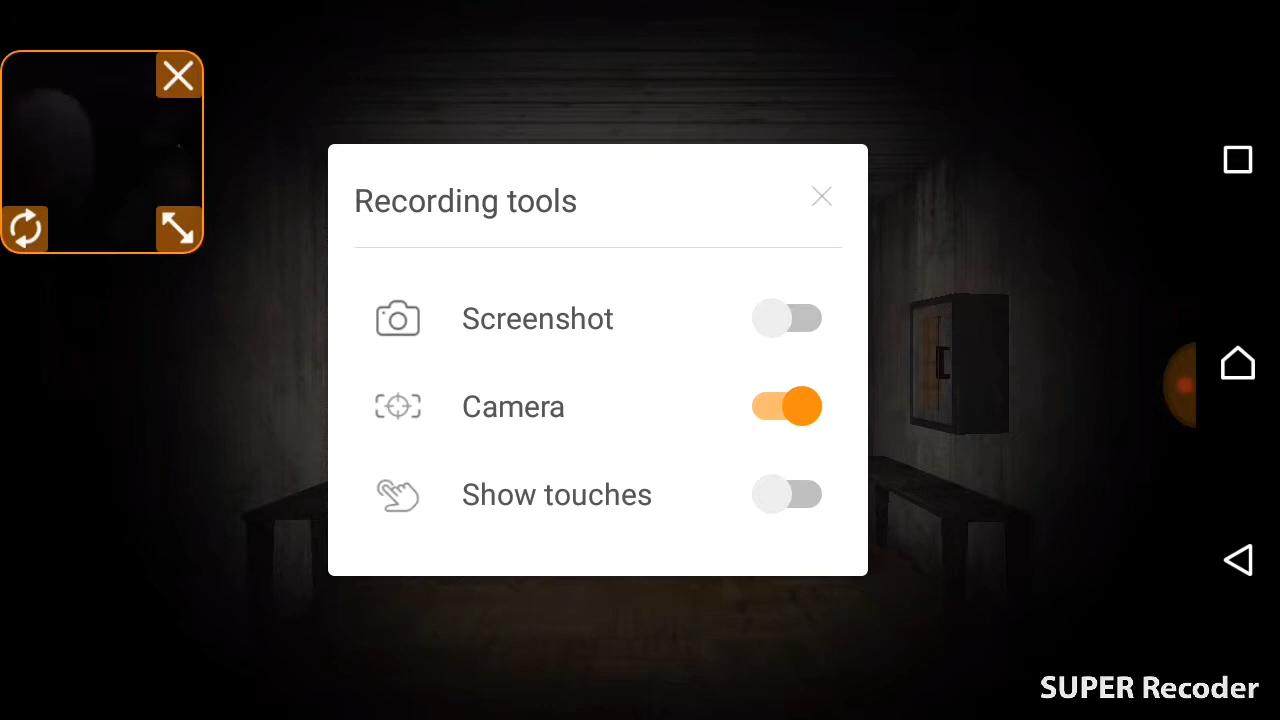 Recording tools
Screenshot
Camera
Show touches
SUPER Recoder